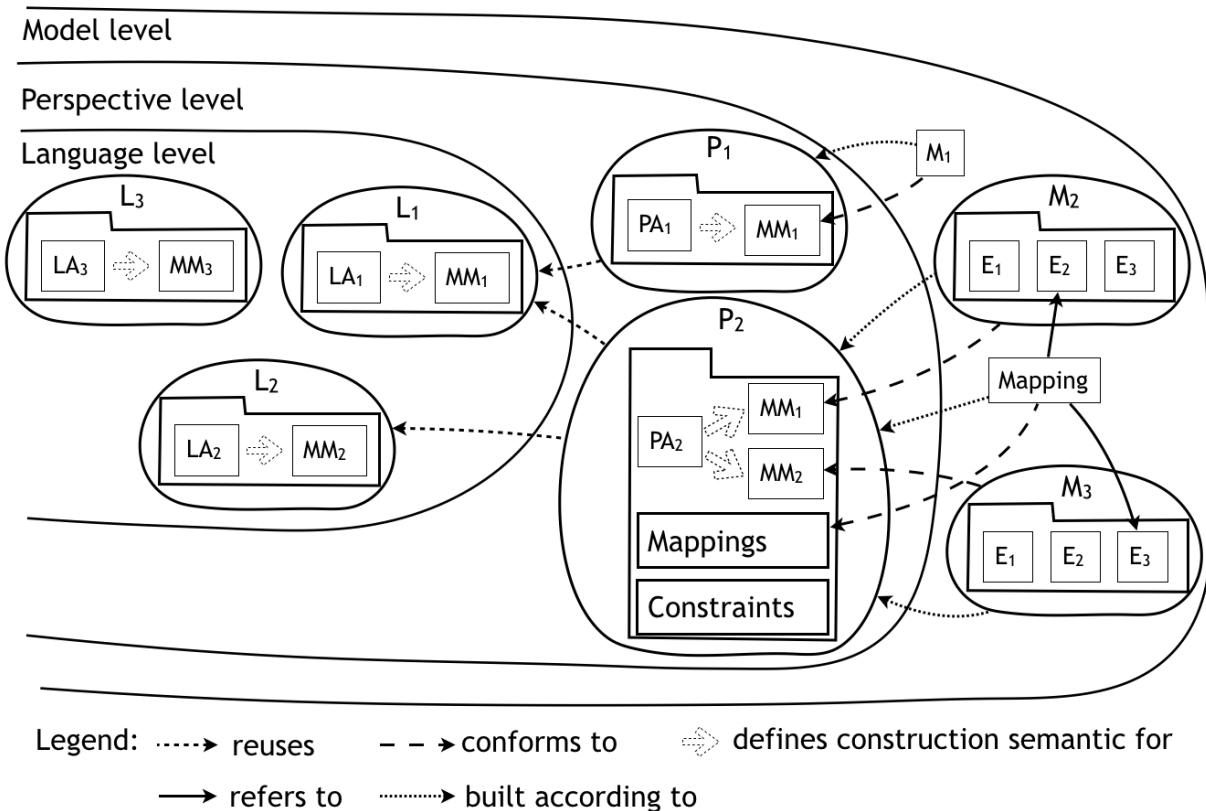 Model level
Perspective level
Language level
L₃
LA₃ MM₃
L₁
LA₁ MM₁
L₂
LA₂ MM₂
P₁
PA₁ MM₁
M₁
P₂
PA₂
MM₁
MM₂
Mappings
Constraints
M₂
E₁ E₂ E₃
Mapping
M₃
E₁ E₂ E₃
Legend: reuses conforms to defines construction semantic for
refers to built according to